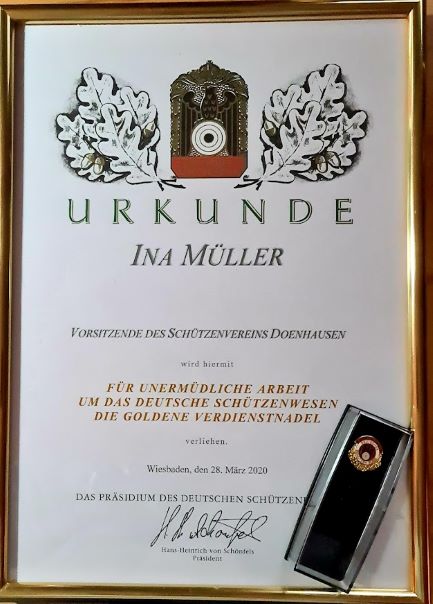 URKUNDE
INA MÜLLER
VORSITZENDE DES SCHÜTZENVEREINS DOENHAUSEN
wird hiermit
FÜR UNERMÜDLICHE ARBEIT
UM DAS DEUTSCHE SCHÜTZENWESEN
DIE GOLDENE VERDIENSTNADEL
verliehen.
Wiesbaden, den 28. März 2020
DAS PRÄSIDIUM DES DEUTSCHEN
Hans-Heinrich von Schönfels
Präsident